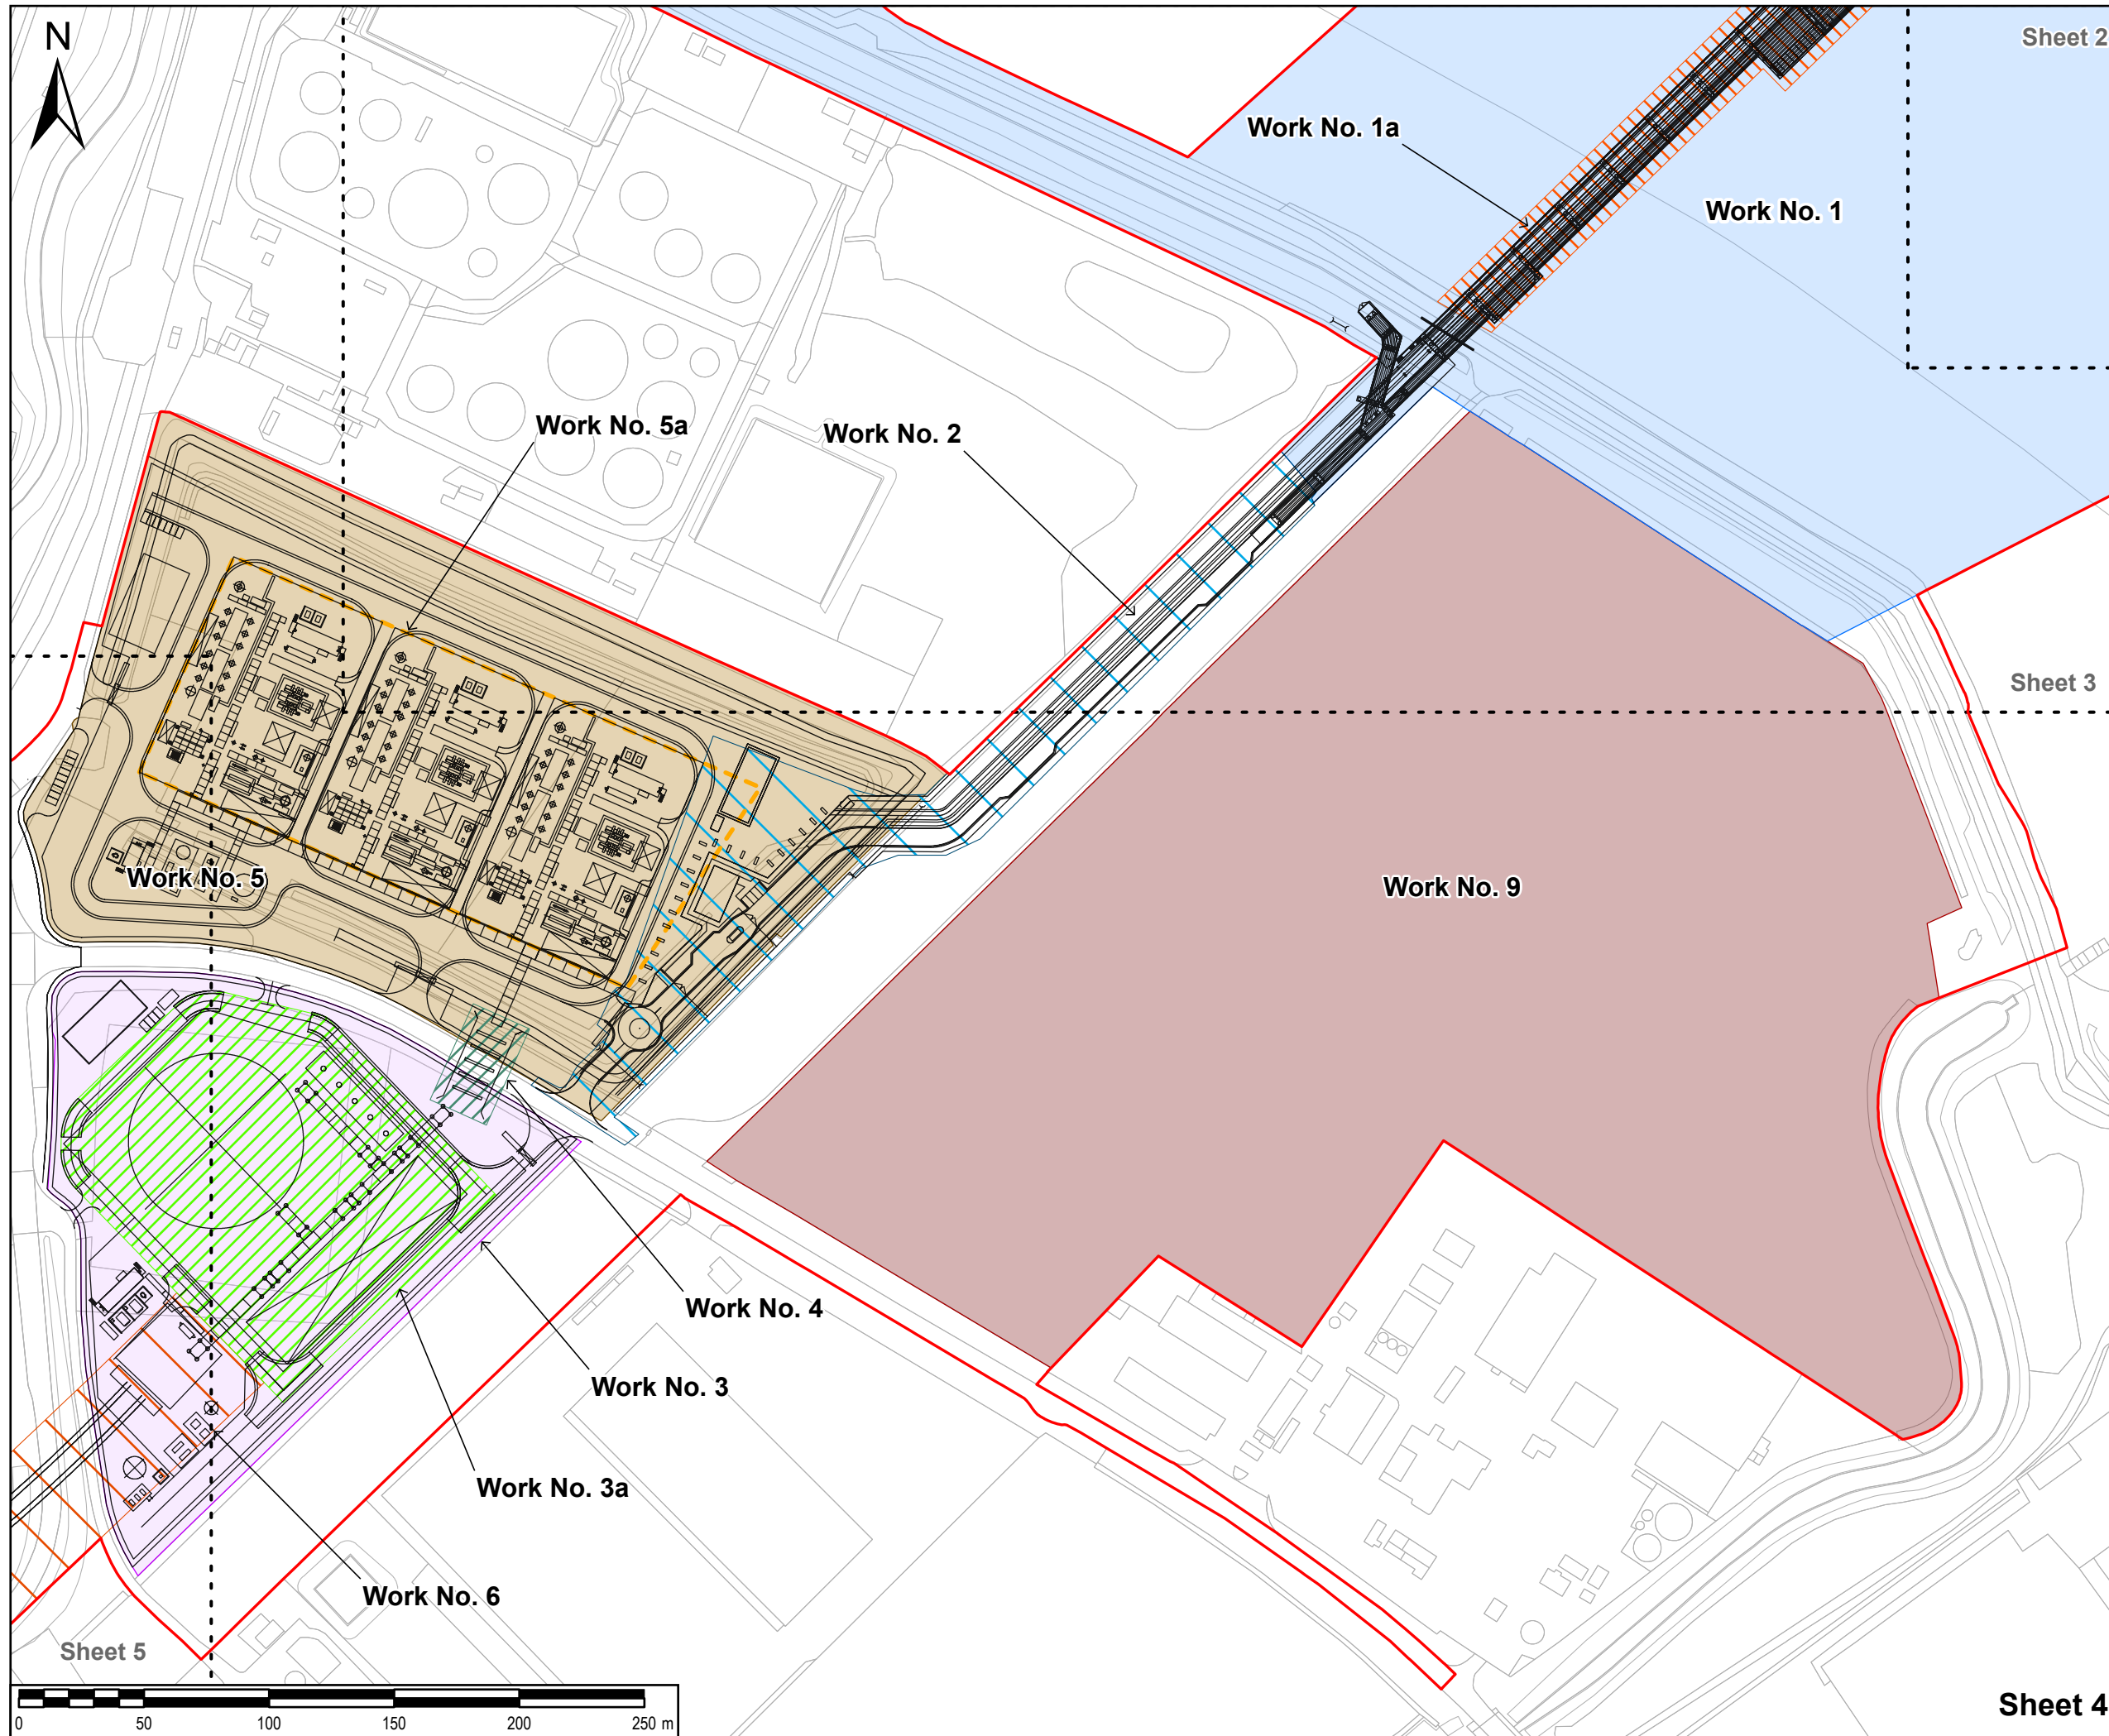 N
Sheet 2
Work No. 1a
Work No. 1
Work No. 5a
Work No. 2
Sheet 3
Work No. 5
Work No. 9
Work No. 4
Work No. 3
Work No. 3a
Work No. 6
Sheet 5
Sheet 4
0 50 100 150 200 250 m